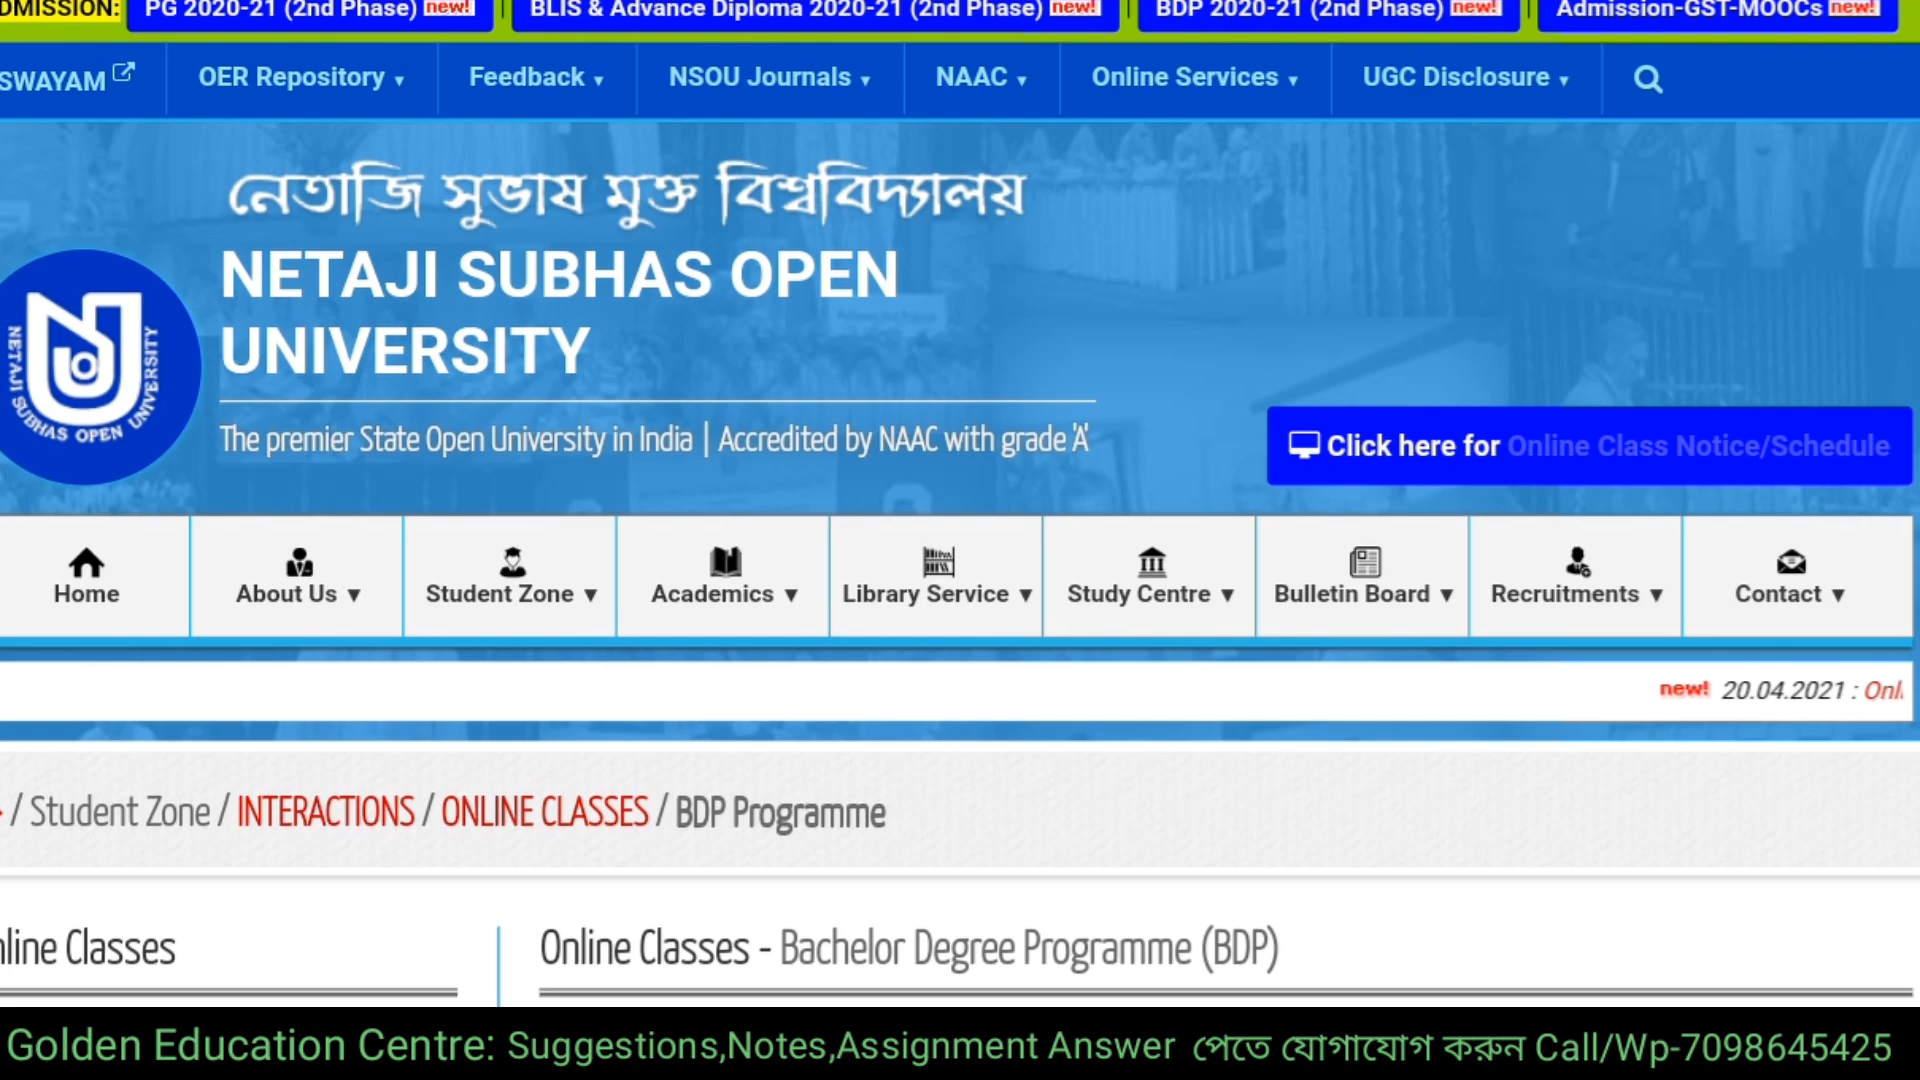 PG 2020-21 (2nd Phase) new! | BLIS & Advance Diploma 2020-21 (2nd Phase) new! | BDP 2020-21 (2nd Phase) new! | Admission-GST-MOOCs new!
SWAYAM OER Repository ▾ Feedback ▾ NSOU Journals ▾ NAAC ▾ Online Services ▾ UGC Disclosure ▾
নেতাজি সুভাষ মুক্ত বিশ্ববিদ্যালয়
NETAJI SUBHAS OPEN
UNIVERSITY
NETAJI SUBHAS OPEN UNIVERSITY
The premier State Open University in India | Accredited by NAAC with grade 'A'
Click here for Online Class Notice/Schedule
Home About Us ▼ Student Zone ▼ Academics ▼ Library Service ▼ Study Centre ▼ Bulletin Board ▼ Recruitments ▼ Contact ▼
new! 20.04.2021 : Onl
/ Student Zone / INTERACTIONS / ONLINE CLASSES / BDP Programme
nline Classes
Online Classes - Bachelor Degree Programme (BDP)
Golden Education Centre: Suggestions,Notes,Assignment Answer পেতে যোগাযোগ করুন Call/Wp-7098645425